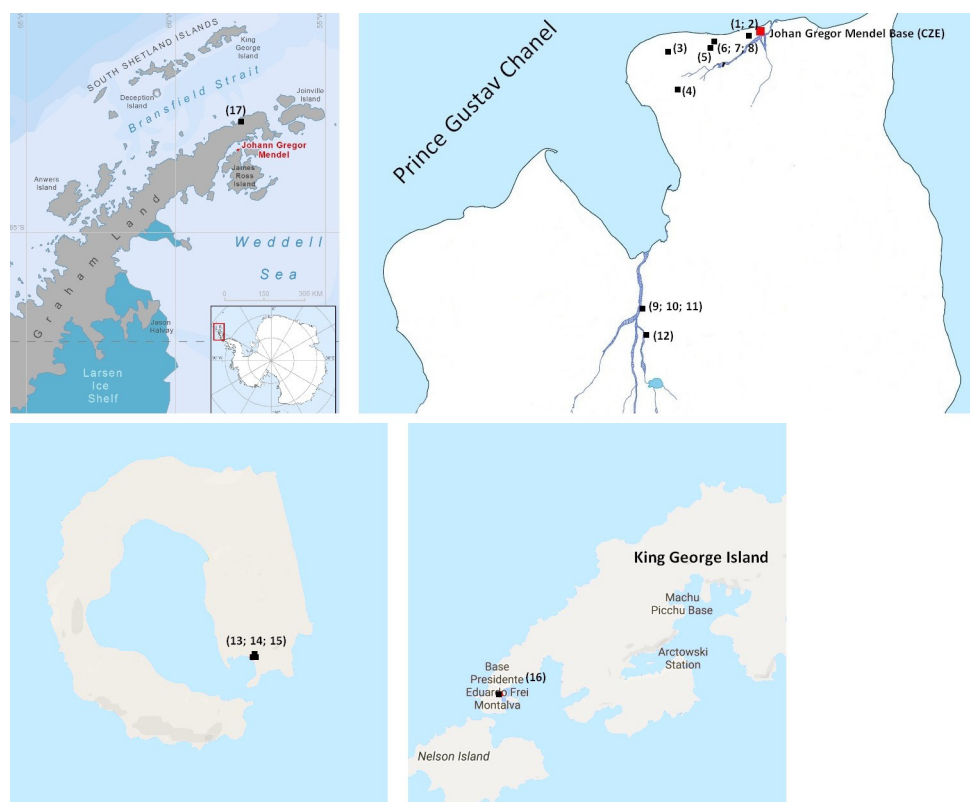 SOUTH SHETLAND ISLANDS
King
George
Island
Deception
Island
Bransfield Strait
Joinville
Island
(17)
Johann Gregor
Mendel
James
Ross
Island
Anvers
Island
65°S
Graham Land
Weddell
Sea
0 150 300 KM
Jason
Halvøy
Larsen
Ice
Shelf
Prince Gustav Chanel
(1; 2)
Johan Gregor Mendel Base (CZE)
(3)
(6; 7; 8)
(5)
(4)
(9; 10; 11)
(12)
(13; 14; 15)
King George Island
Machu
Picchu Base
Arctowski
Station
Base
Presidente
Eduardo Frei
Montalva
(16)
Nelson Island